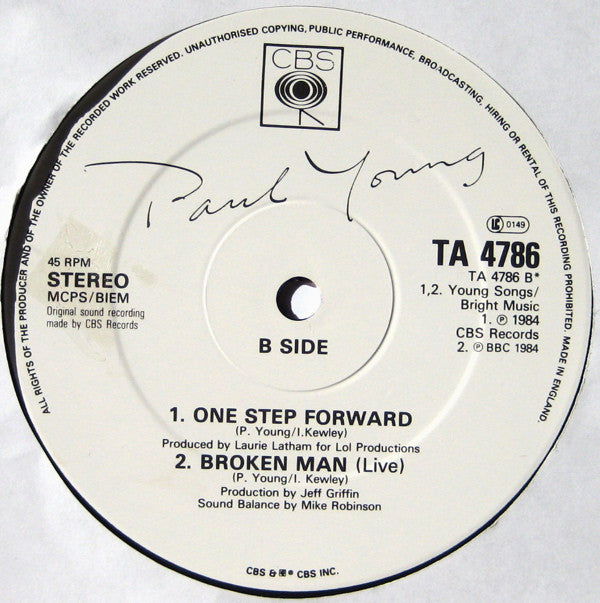 ALL RIGHTS OF THE PRODUCER AND OF THE OWNER OF THE RECORDED WORK RESERVED. UNAUTHORISED COPYING, PUBLIC PERFORMANCE, BROADCASTING, HIRING OR RENTAL OF THIS RECORDING PROHIBITED. MADE IN ENGLAND.
CBS
Paul Young
LC 0149
45 RPM
STEREO
MCPS/BIEM
Original sound recording
made by CBS Records
TA 4786
TA 4786 B*
1,2. Young Songs/
Bright Music
1. ℗ 1984
CBS Records
2. ℗ BBC 1984
B SIDE
1. ONE STEP FORWARD
(P. Young/I.Kewley)
Produced by Laurie Latham for Lol Productions
2. BROKEN MAN (Live)
(P. Young/I. Kewley)
Production by Jeff Griffin
Sound Balance by Mike Robinson
CBS & ® CBS INC.